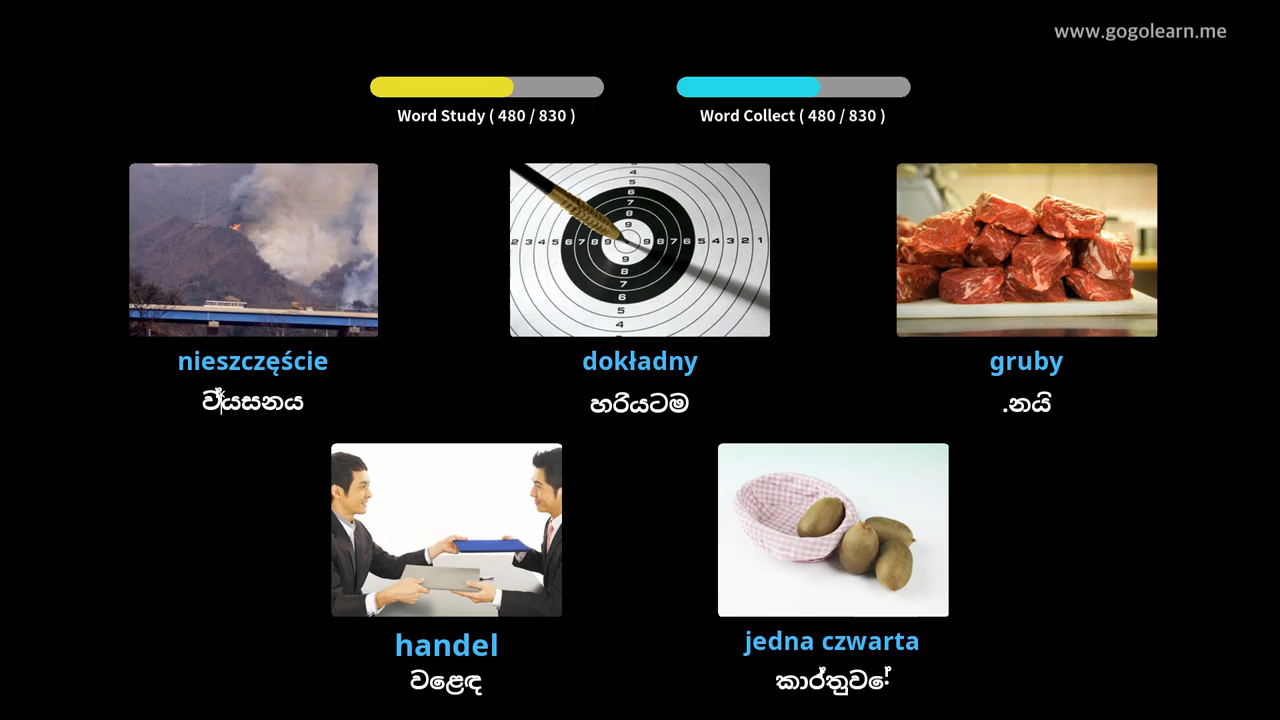 www.gogolearn.me
Word Study ( 480 / 830 )
Word Collect ( 480 / 830 )
nieszczęście
dokładny
gruby
ව්‍යසනය
හරියටම
.නයි
handel
jedna czwarta
වළෙඳ